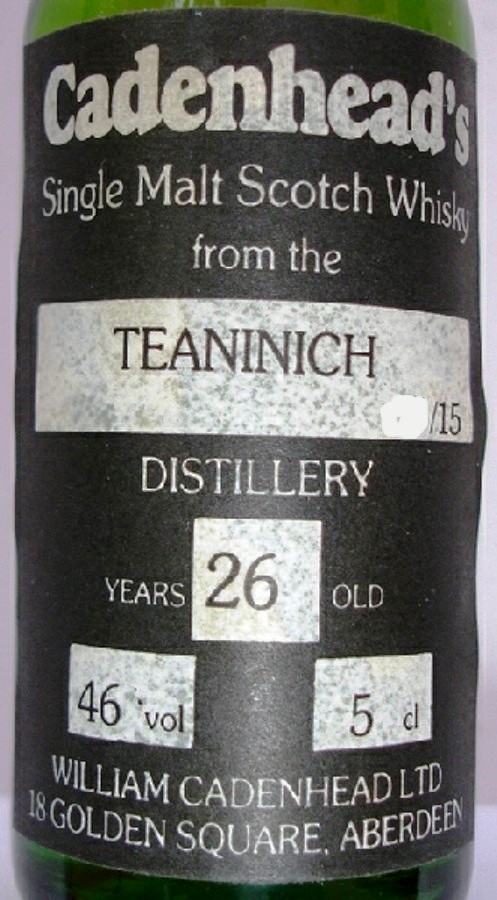 Cadenhead's
Single Malt Scotch Whisky
from the
TEANINICH
/15
DISTILLERY
YEARS 26 OLD
46 %vol 5 cl
WILLIAM CADENHEAD LTD
18 GOLDEN SQUARE, ABERDEEN